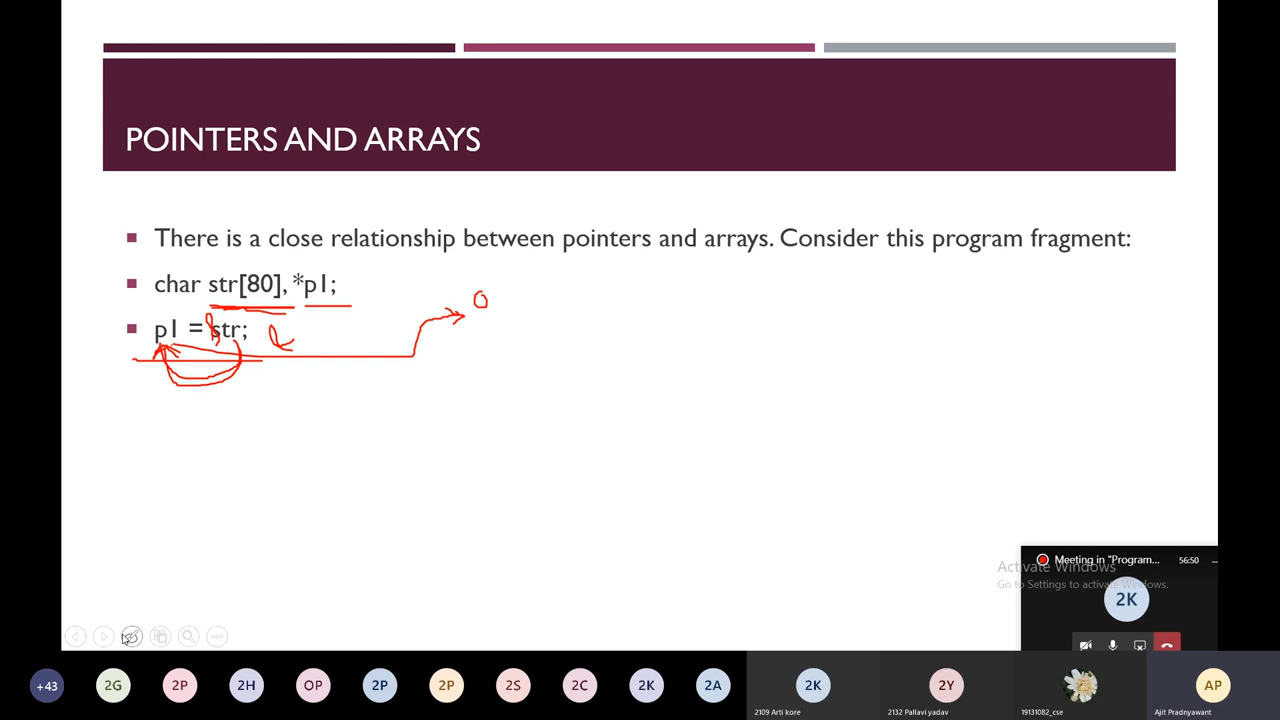 POINTERS AND ARRAYS
There is a close relationship between pointers and arrays. Consider this program fragment:
char str[80], *p1;
p1 = str;
0
Meeting in "Program... 56:50
Activate Windows
Go to Settings to activate Windows.
2K
+43 2G 2P 2H OP 2P 2P 2S 2C 2K 2A 2K 2Y AP
2109 Arti kore 2132 Pallavi yadav 19131082_cse Ajit Pradnyawant